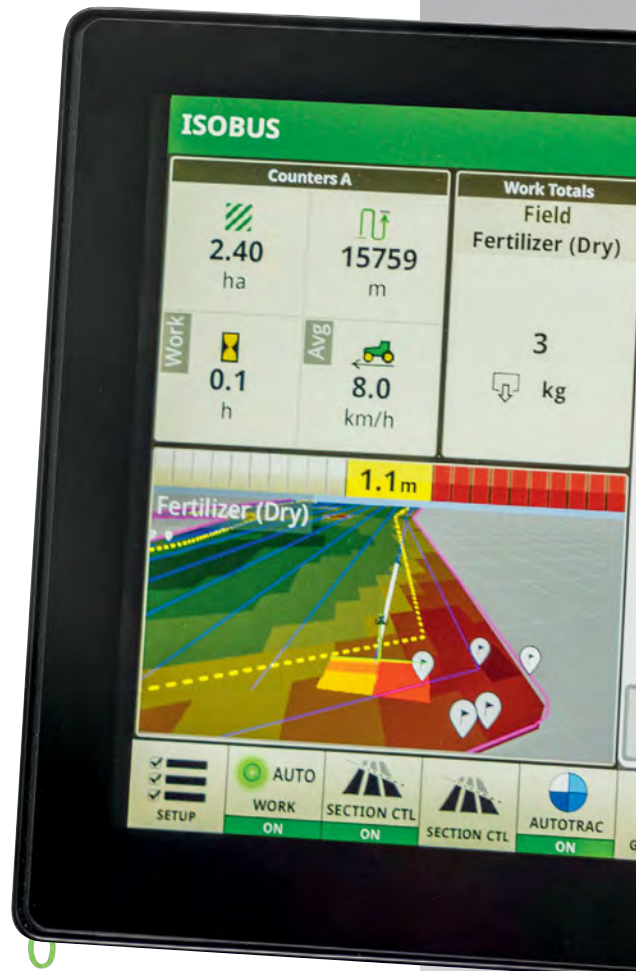 ISOBUS
Counters A
2.40
ha
15759
m
Work
0.1
h
Avg
8.0
km/h
Work Totals
Field
Fertilizer (Dry)
3
kg
1.1 m
Fertilizer (Dry)
SETUP
AUTO
WORK
ON
SECTION CTL
ON
SECTION CTL
AUTOTRAC
ON
G